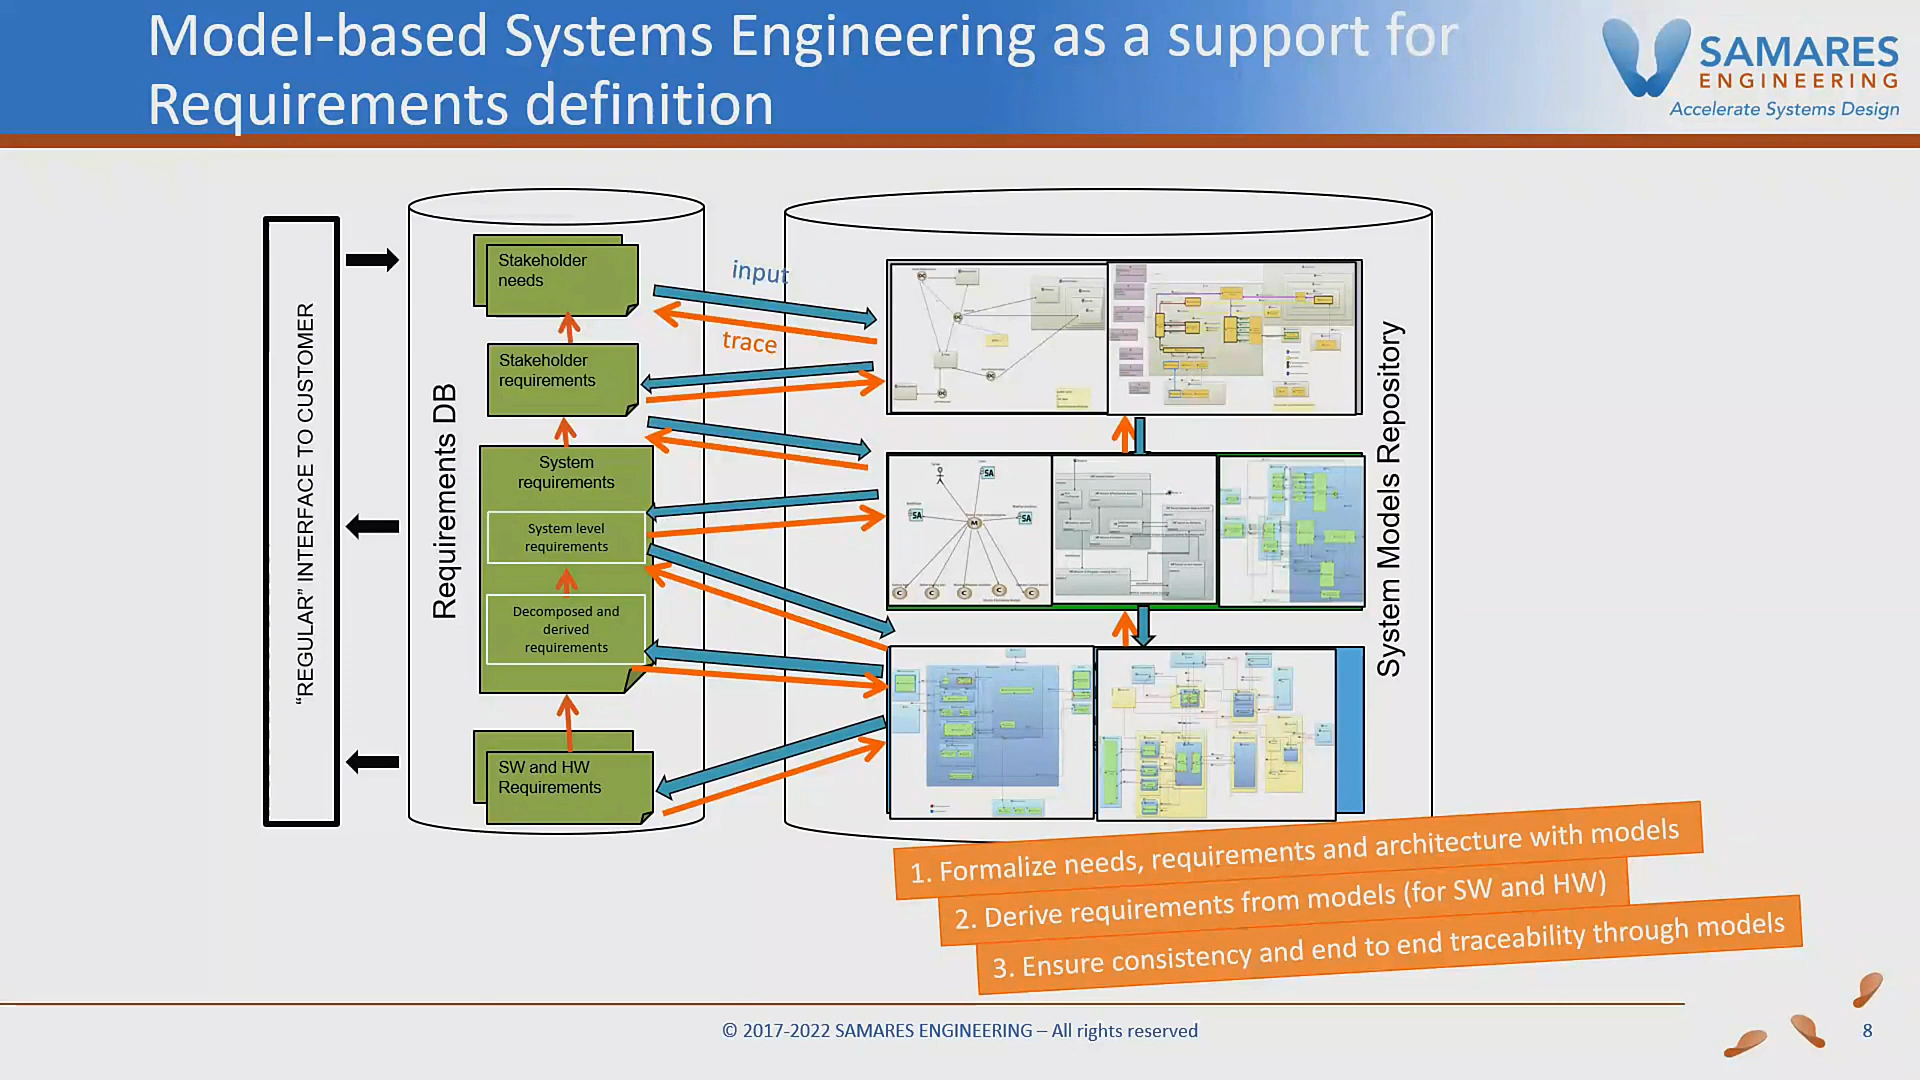 Model-based Systems Engineering as a support for
Requirements definition
SAMARES
ENGINEERING
Accelerate Systems Design
“REGULAR” INTERFACE TO CUSTOMER
Requirements DB
Stakeholder
needs
Stakeholder
requirements
System
requirements
System level
requirements
Decomposed and
derived
requirements
SW and HW
Requirements
input
trace
SA
SA
SA
M
C
C
C
C
C
System Models Repository
1. Formalize needs, requirements and architecture with models
2. Derive requirements from models (for SW and HW)
3. Ensure consistency and end to end traceability through models
© 2017-2022 SAMARES ENGINEERING – All rights reserved
8